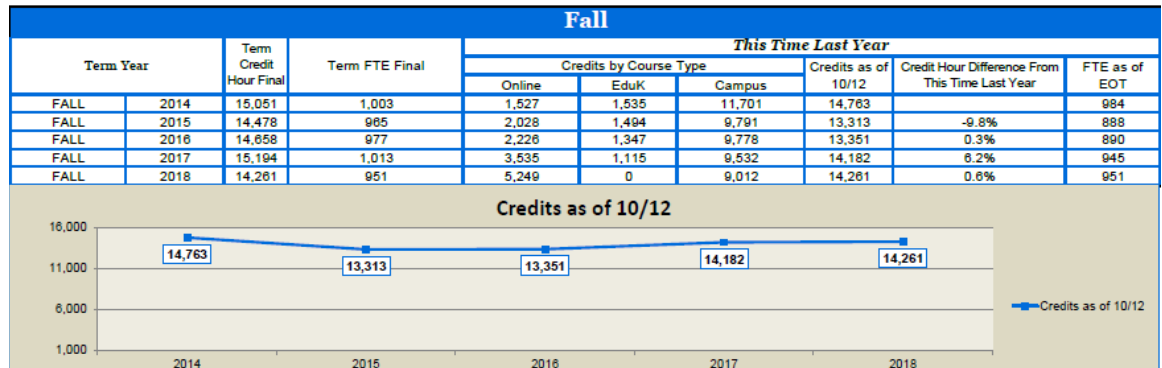 Fall
This Time Last Year
Term Year Term Credit Hour Final Term FTE Final Credits by Course Type Credits as of 10/12 Credit Hour Difference From This Time Last Year FTE as of EOT
Online EduK Campus
FALL 2014 15,051 1,003 1,527 1,535 11,701 14,763 984
FALL 2015 14,478 965 2,028 1,494 9,791 13,313 -9.8% 888
FALL 2016 14,658 977 2,226 1,347 9,778 13,351 0.3% 890
FALL 2017 15,194 1,013 3,535 1,115 9,532 14,182 6.2% 945
FALL 2018 14,261 951 5,249 0 9,012 14,261 0.6% 951
Credits as of 10/12
16,000
14,763 13,313 13,351 14,182 14,261
11,000
6,000
Credits as of 10/12
1,000
2014 2015 2016 2017 2018